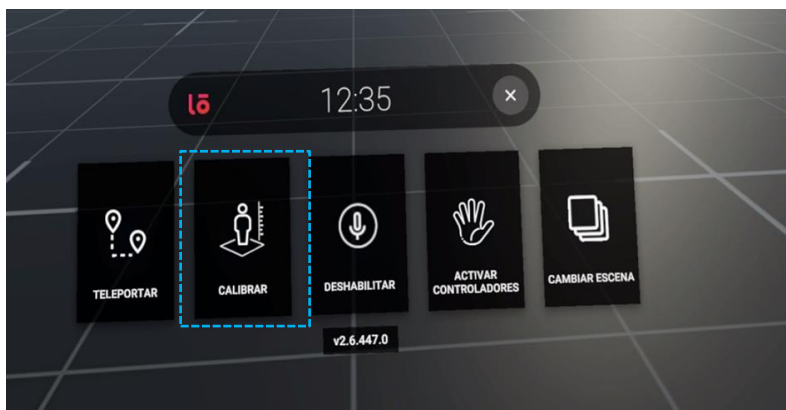 lō
12:35
TELEPORTAR
CALIBRAR
DESHABILITAR
ACTIVAR
CONTROLADORES
CAMBIAR ESCENA
v2.6.447.0